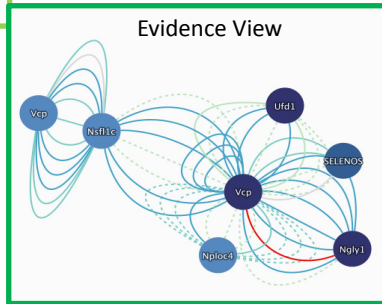 Evidence View
Ufd1
Vcp
Nsfl1c
SELENOS
Vcp
Ngly1
Nploc4